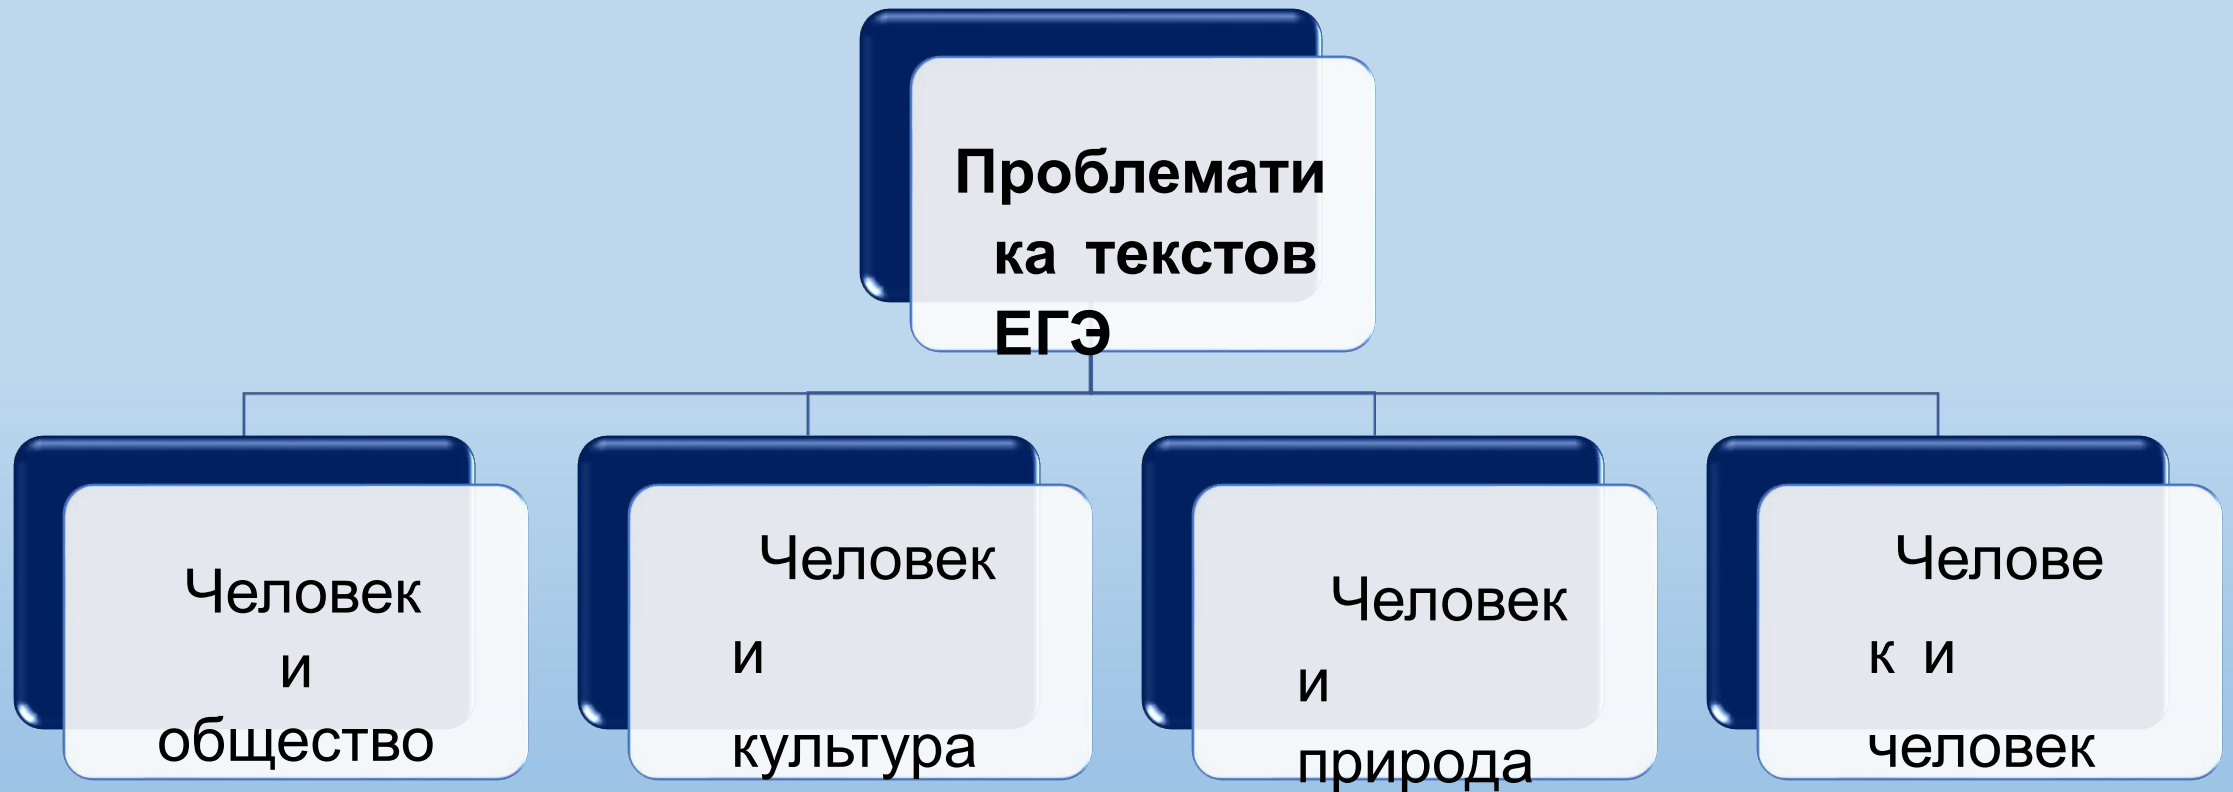 Проблемати
ка текстов
ЕГЭ
Человек
и
общество
Человек
и
культура
Человек
и
природа
Челове
к и
человек